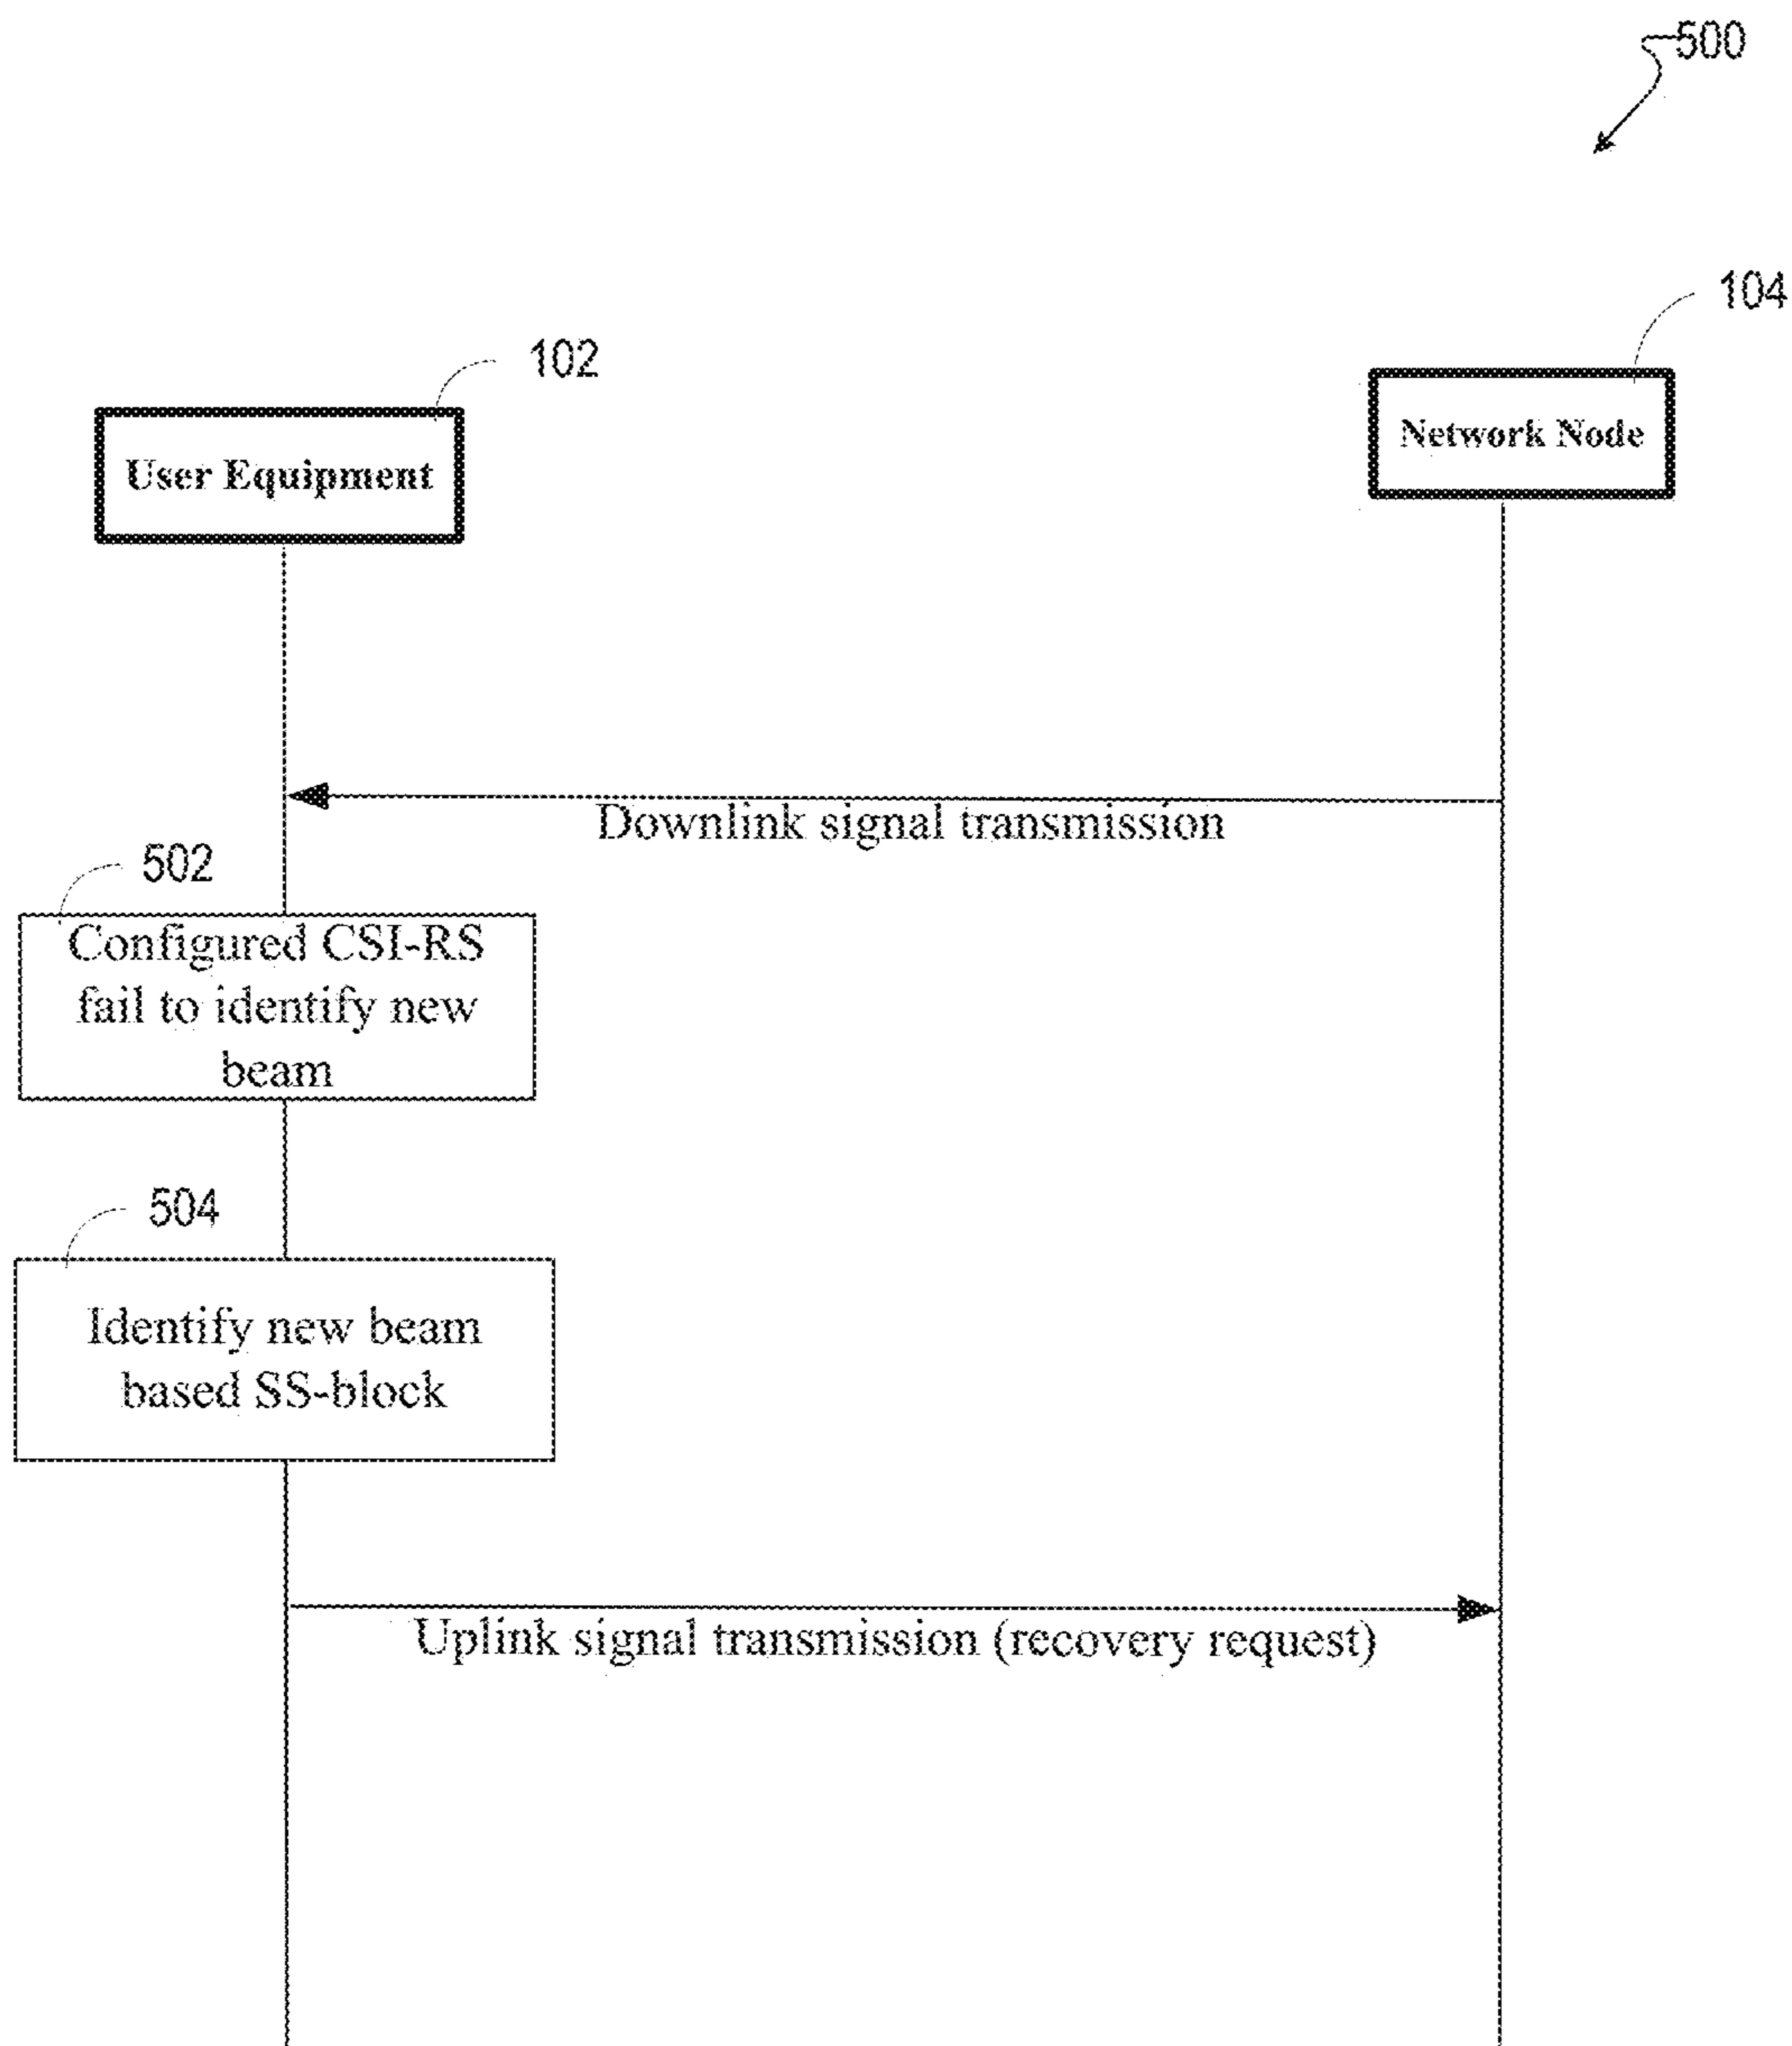 500
104
102
Network Node
User Equipment
Downlink signal transmission
502
Configured CSI-RS
fail to identify new
beam
504
Identify new beam
based SS-block
Uplink signal transmission (recovery request)